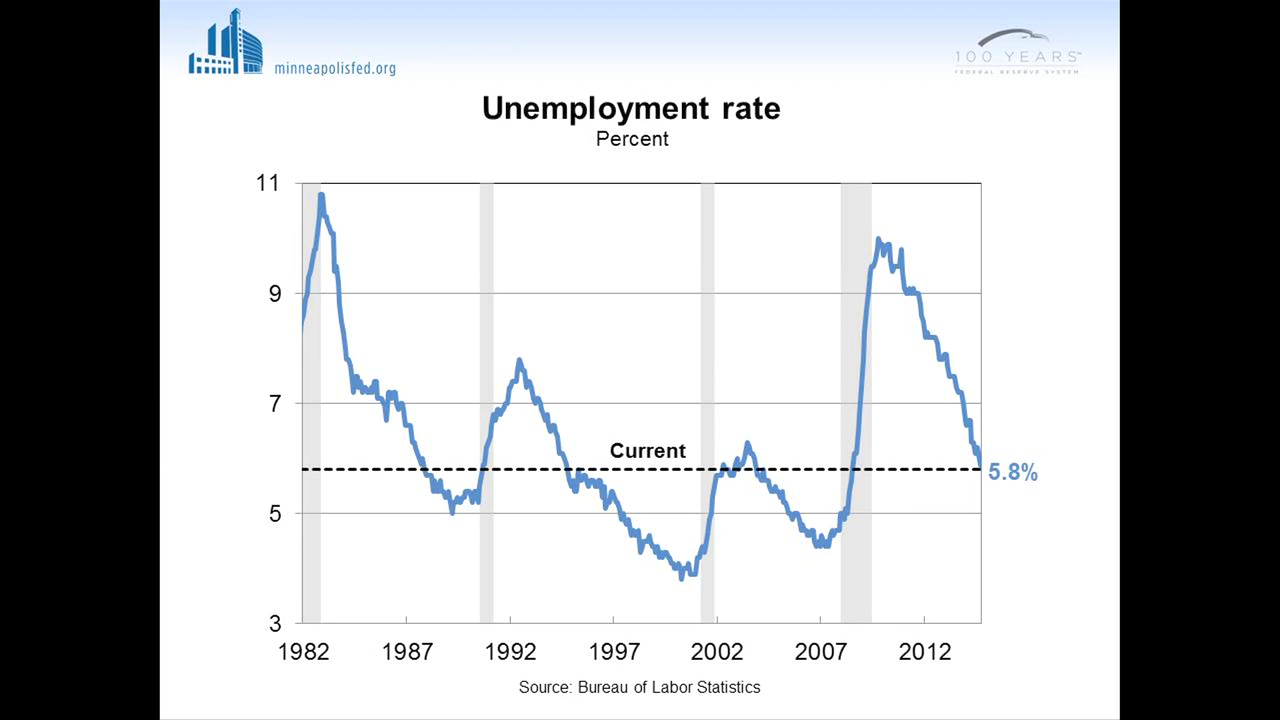 minneapolisfed.org
100 YEARS™
FEDERAL RESERVE SYSTEM
Unemployment rate
Percent
11
9
7
5
3
Current
5.8%
1982 1987 1992 1997 2002 2007 2012
Source: Bureau of Labor Statistics